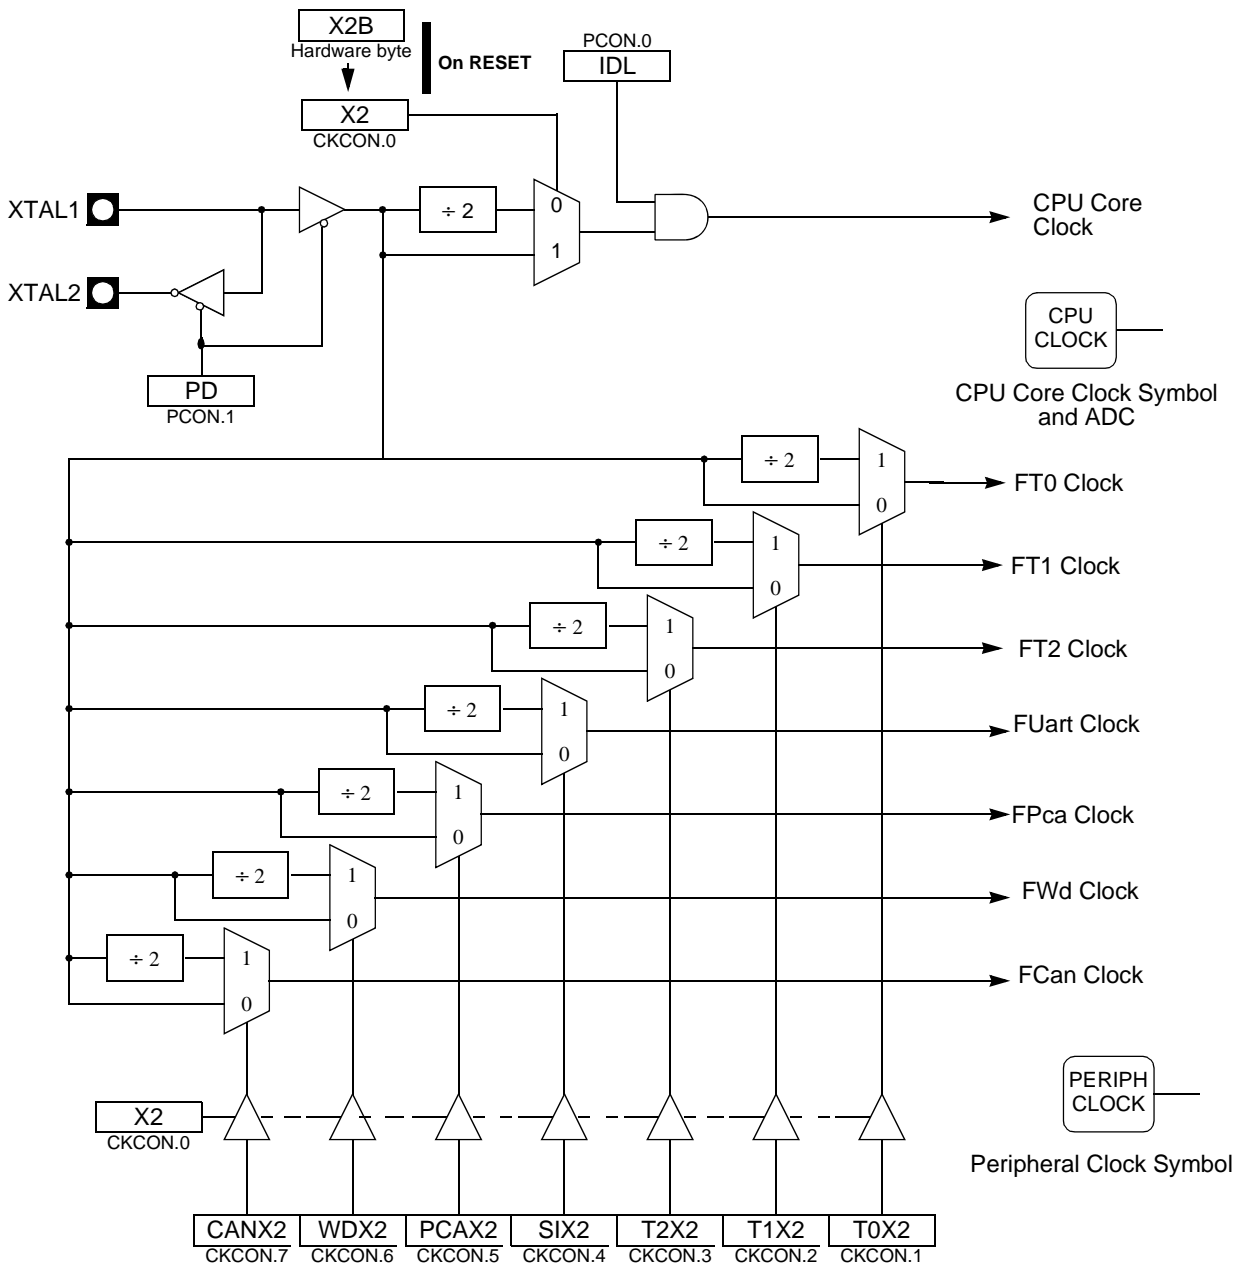 X2B
Hardware byte
On RESET
X2
CKCON.0
PCON.0
IDL
XTAL1
÷ 2
0
1
CPU Core
Clock
XTAL2
PD
PCON.1
CPU
CLOCK
CPU Core Clock Symbol
and ADC
÷ 2
1
0
FT0 Clock
÷ 2
1
0
FT1 Clock
÷ 2
1
0
FT2 Clock
÷ 2
1
0
FUart Clock
÷ 2
1
0
FPca Clock
÷ 2
1
0
FWd Clock
÷ 2
1
0
FCan Clock
X2
CKCON.0
PERIPH
CLOCK
Peripheral Clock Symbol
CANX2 WDX2 PCAX2 SIX2 T2X2 T1X2 T0X2
CKCON.7 CKCON.6 CKCON.5 CKCON.4 CKCON.3 CKCON.2 CKCON.1